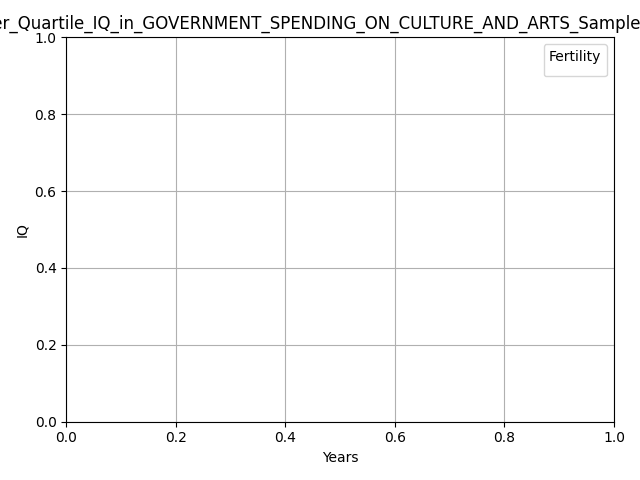 er_Quartile_IQ_in_GOVERNMENT_SPENDING_ON_CULTURE_AND_ARTS_Sample
Fertility
1.0
0.8
0.6
0.4
0.2
0.0
IQ
0.0 0.2 0.4 0.6 0.8 1.0
Years